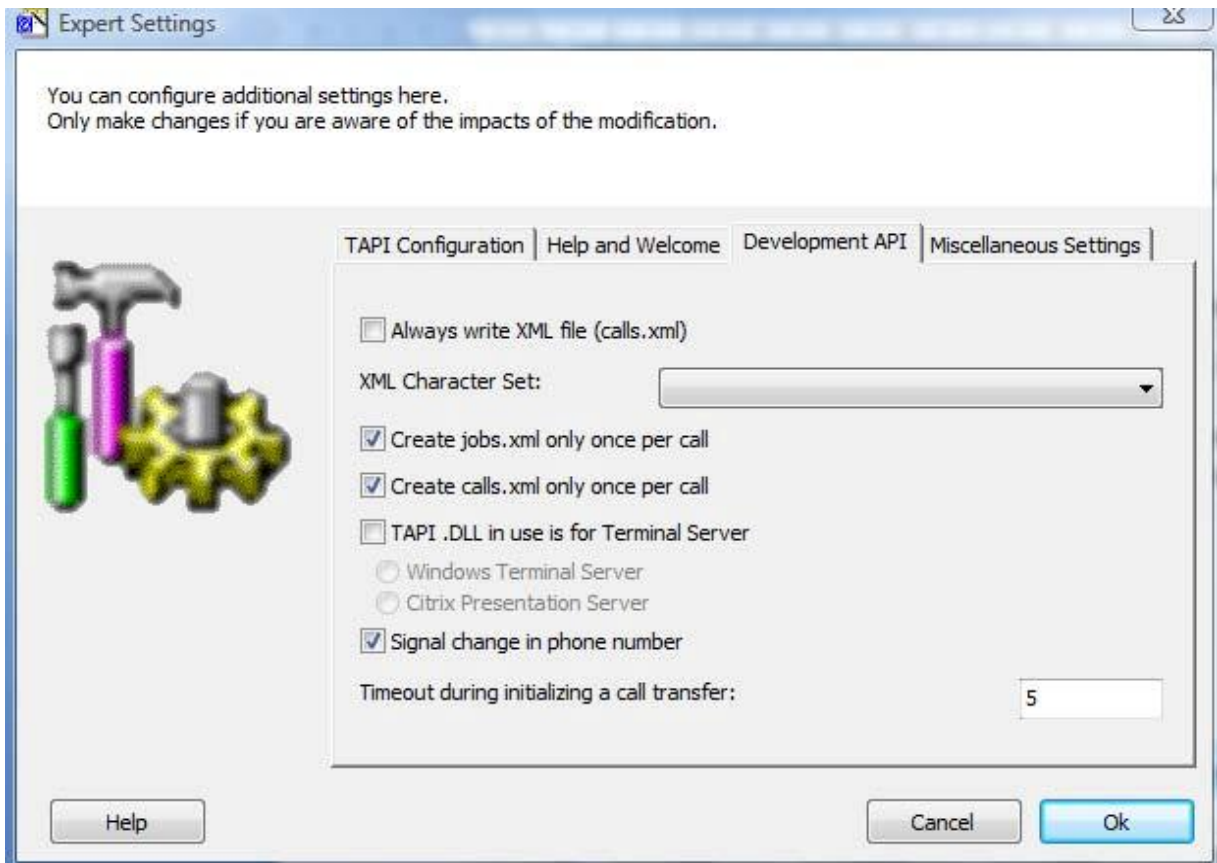 Expert Settings
You can configure additional settings here.
Only make changes if you are aware of the impacts of the modification.
TAPI Configuration
Help and Welcome
Development API
Miscellaneous Settings
Always write XML file (calls.xml)
XML Character Set:
Create jobs.xml only once per call
Create calls.xml only once per call
TAPI .DLL in use is for Terminal Server
Windows Terminal Server
Citrix Presentation Server
Signal change in phone number
Timeout during initializing a call transfer:
5
Help
Cancel
Ok